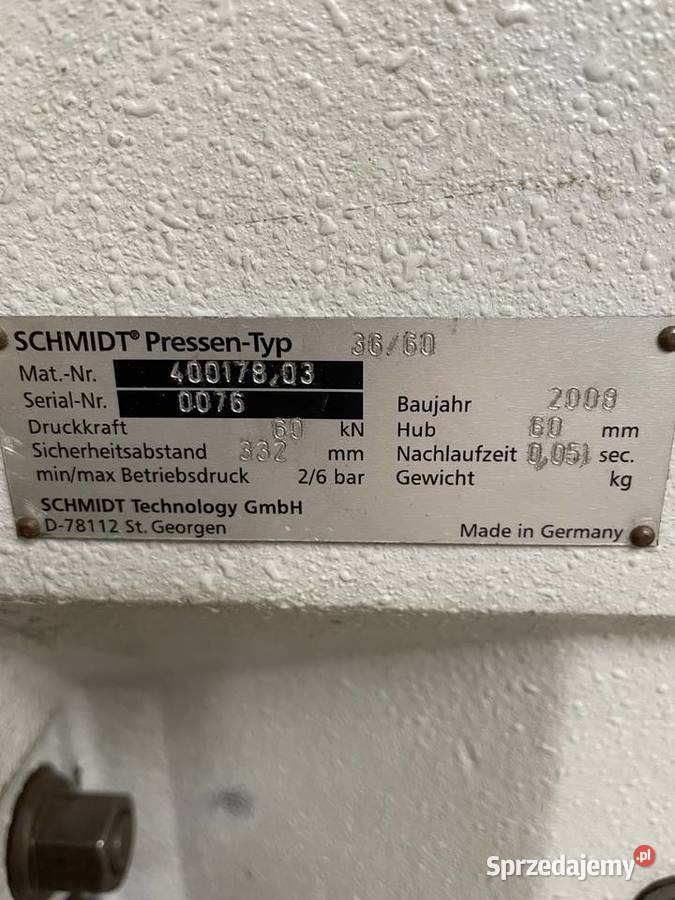 SCHMIDT® Pressen-Typ 36/60
Mat.-Nr. 400178,03
Serial-Nr. 0076
Baujahr 2008
Druckkraft 60 kN
Hub 60 mm
Sicherheitsabstand 332 mm
Nachlaufzeit 0,051 sec.
min/max Betriebsdruck 2/6 bar
Gewicht kg
SCHMIDT Technology GmbH
D-78112 St. Georgen
Made in Germany
Sprzedajemy.pl